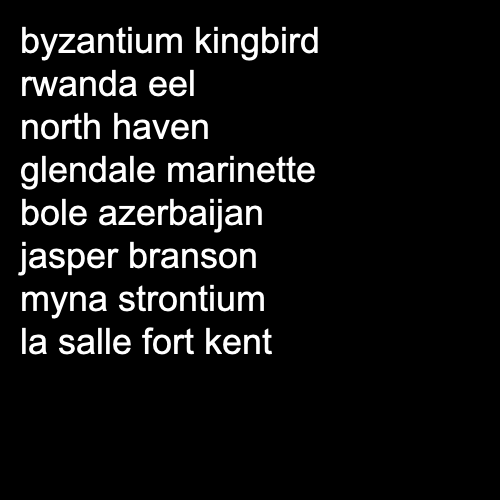 byzantium kingbird
rwanda eel
north haven
glendale marinette
bole azerbaijan
jasper branson
myna strontium
la salle fort kent